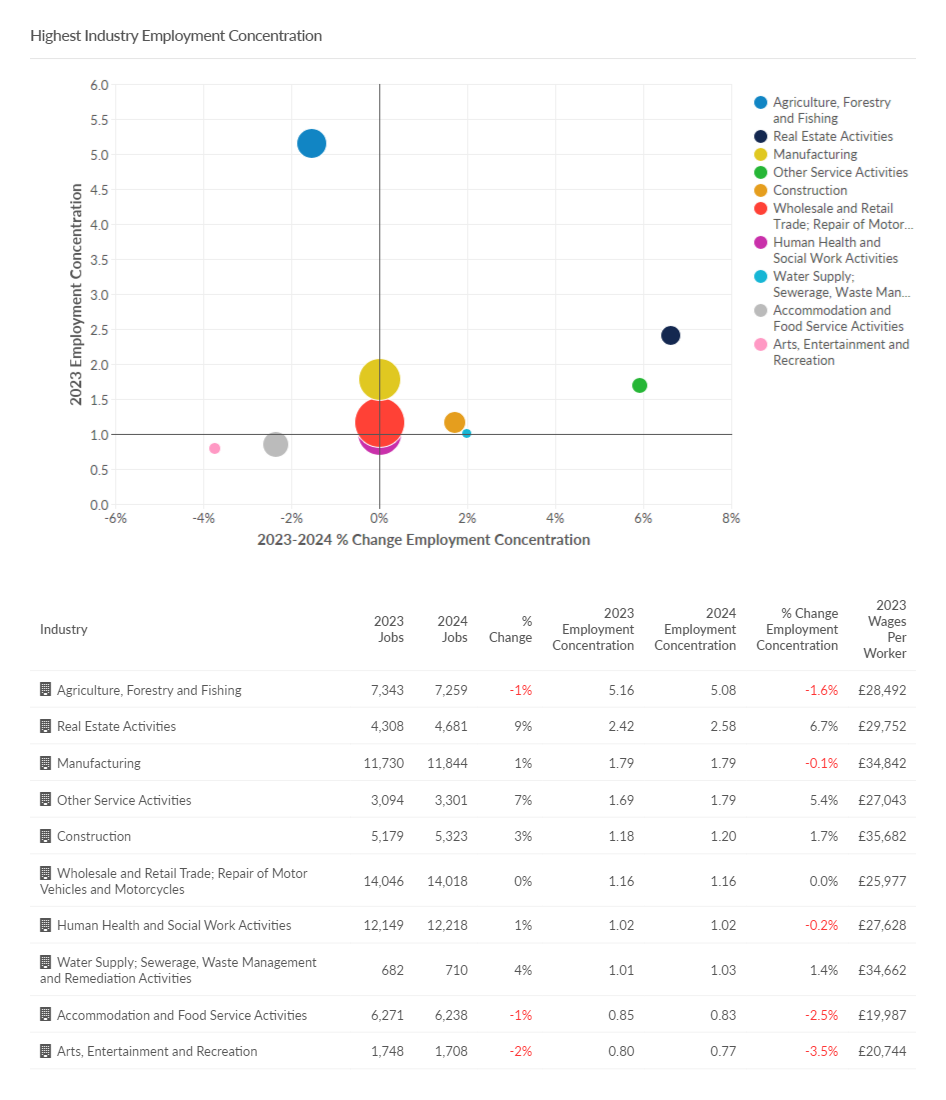 Highest Industry Employment Concentration
6.0
5.5
5.0
4.5
4.0
3.5
3.0
2.5
2.0
1.5
1.0
0.5
0.0
2023 Employment Concentration
-6%
-4%
-2%
0%
2%
4%
6%
8%
2023-2024 % Change Employment Concentration
Agriculture, Forestry
and Fishing
Real Estate Activities
Manufacturing
Other Service Activities
Construction
Wholesale and Retail
Trade; Repair of Motor...
Human Health and
Social Work Activities
Water Supply;
Sewerage, Waste Man...
Accommodation and
Food Service Activities
Arts, Entertainment and
Recreation
Industry
2023
Jobs
2024
Jobs
%
Change
2023
Employment
Concentration
2024
Employment
Concentration
% Change
Employment
Concentration
2023
Wages
Per
Worker
Agriculture, Forestry and Fishing 7,343 7,259 -1% 5.16 5.08 -1.6% £28,492
Real Estate Activities 4,308 4,681 9% 2.42 2.58 6.7% £29,752
Manufacturing 11,730 11,844 1% 1.79 1.79 -0.1% £34,842
Other Service Activities 3,094 3,301 7% 1.69 1.79 5.4% £27,043
Construction 5,179 5,323 3% 1.18 1.20 1.7% £35,682
Wholesale and Retail Trade; Repair of Motor
Vehicles and Motorcycles
14,046 14,018 0% 1.16 1.16 0.0% £25,977
Human Health and Social Work Activities 12,149 12,218 1% 1.02 1.02 -0.2% £27,628
Water Supply; Sewerage, Waste Management
and Remediation Activities
682 710 4% 1.01 1.03 1.4% £34,662
Accommodation and Food Service Activities 6,271 6,238 -1% 0.85 0.83 -2.5% £19,987
Arts, Entertainment and Recreation 1,748 1,708 -2% 0.80 0.77 -3.5% £20,744